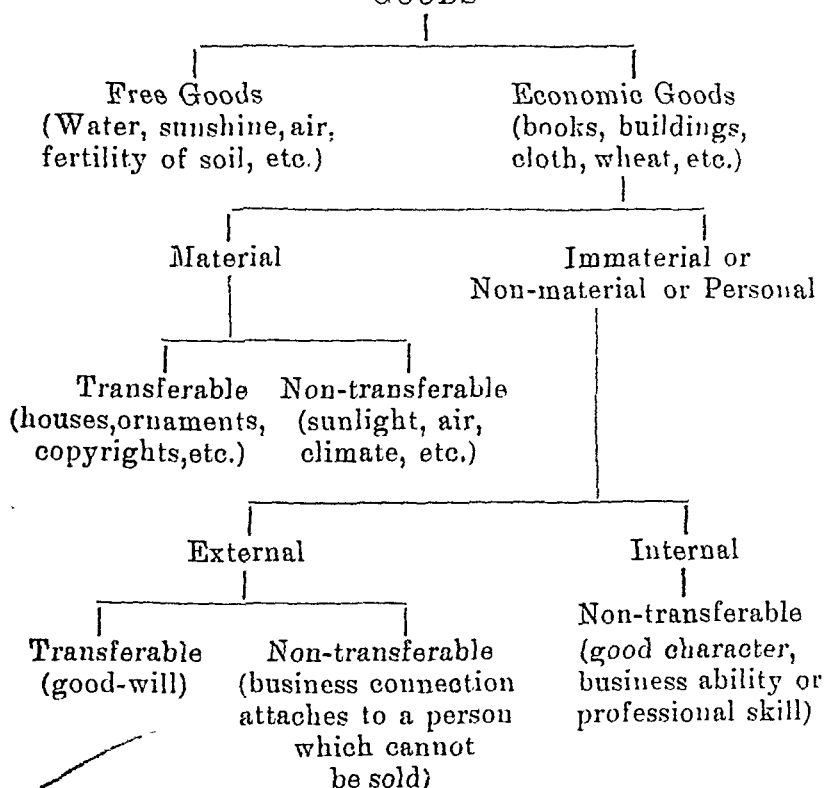 GOODS
Free Goods
(Water, sunshine, air,
fertility of soil, etc.)
Economic Goods
(books, buildings,
cloth, wheat, etc.)
Material
Immaterial or
Non-material or Personal
Transferable
(houses,ornaments,
copyrights,etc.)
Non-transferable
(sunlight, air,
climate, etc.)
External
Internal
Transferable
(good-will)
Non-transferable
(business connection
attaches to a person
which cannot
be sold)
Non-transferable
(good character,
business ability or
professional skill)